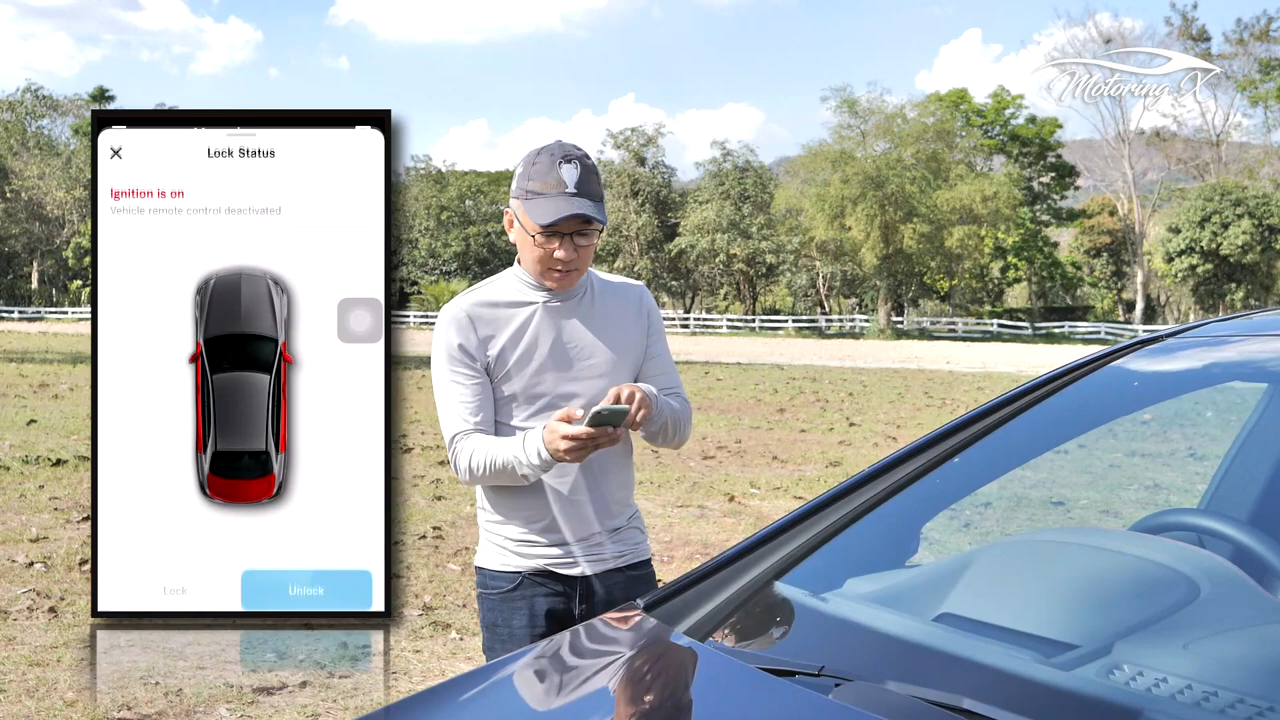 Motoring X
Lock Status
Ignition is on
Vehicle remote control deactivated
Lock
Unlock